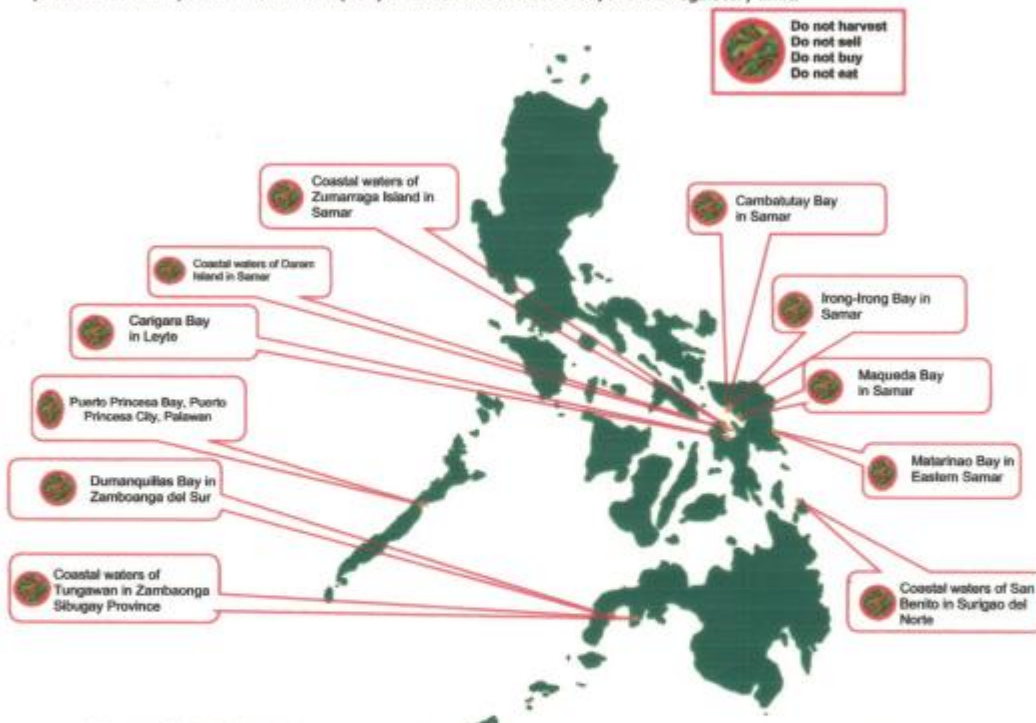 Do not harvest
Do not sell
Do not buy
Do not eat
Coastal waters of
Zumarraga Island in
Samar
Cambatutay Bay
in Samar
Coastal waters of Daram
Island in Samar
Irong-Irong Bay in
Samar
Carigara Bay
in Leyte
Maqueda Bay
in Samar
Puerto Princesa Bay, Puerto
Princesa City, Palawan
Matarinao Bay in
Eastern Samar
Dumanquillas Bay in
Zamboanga del Sur
Coastal waters of
Tungawan in Zambaonga
Sibugay Province
Coastal waters of San
Benito in Surigao del
Norte